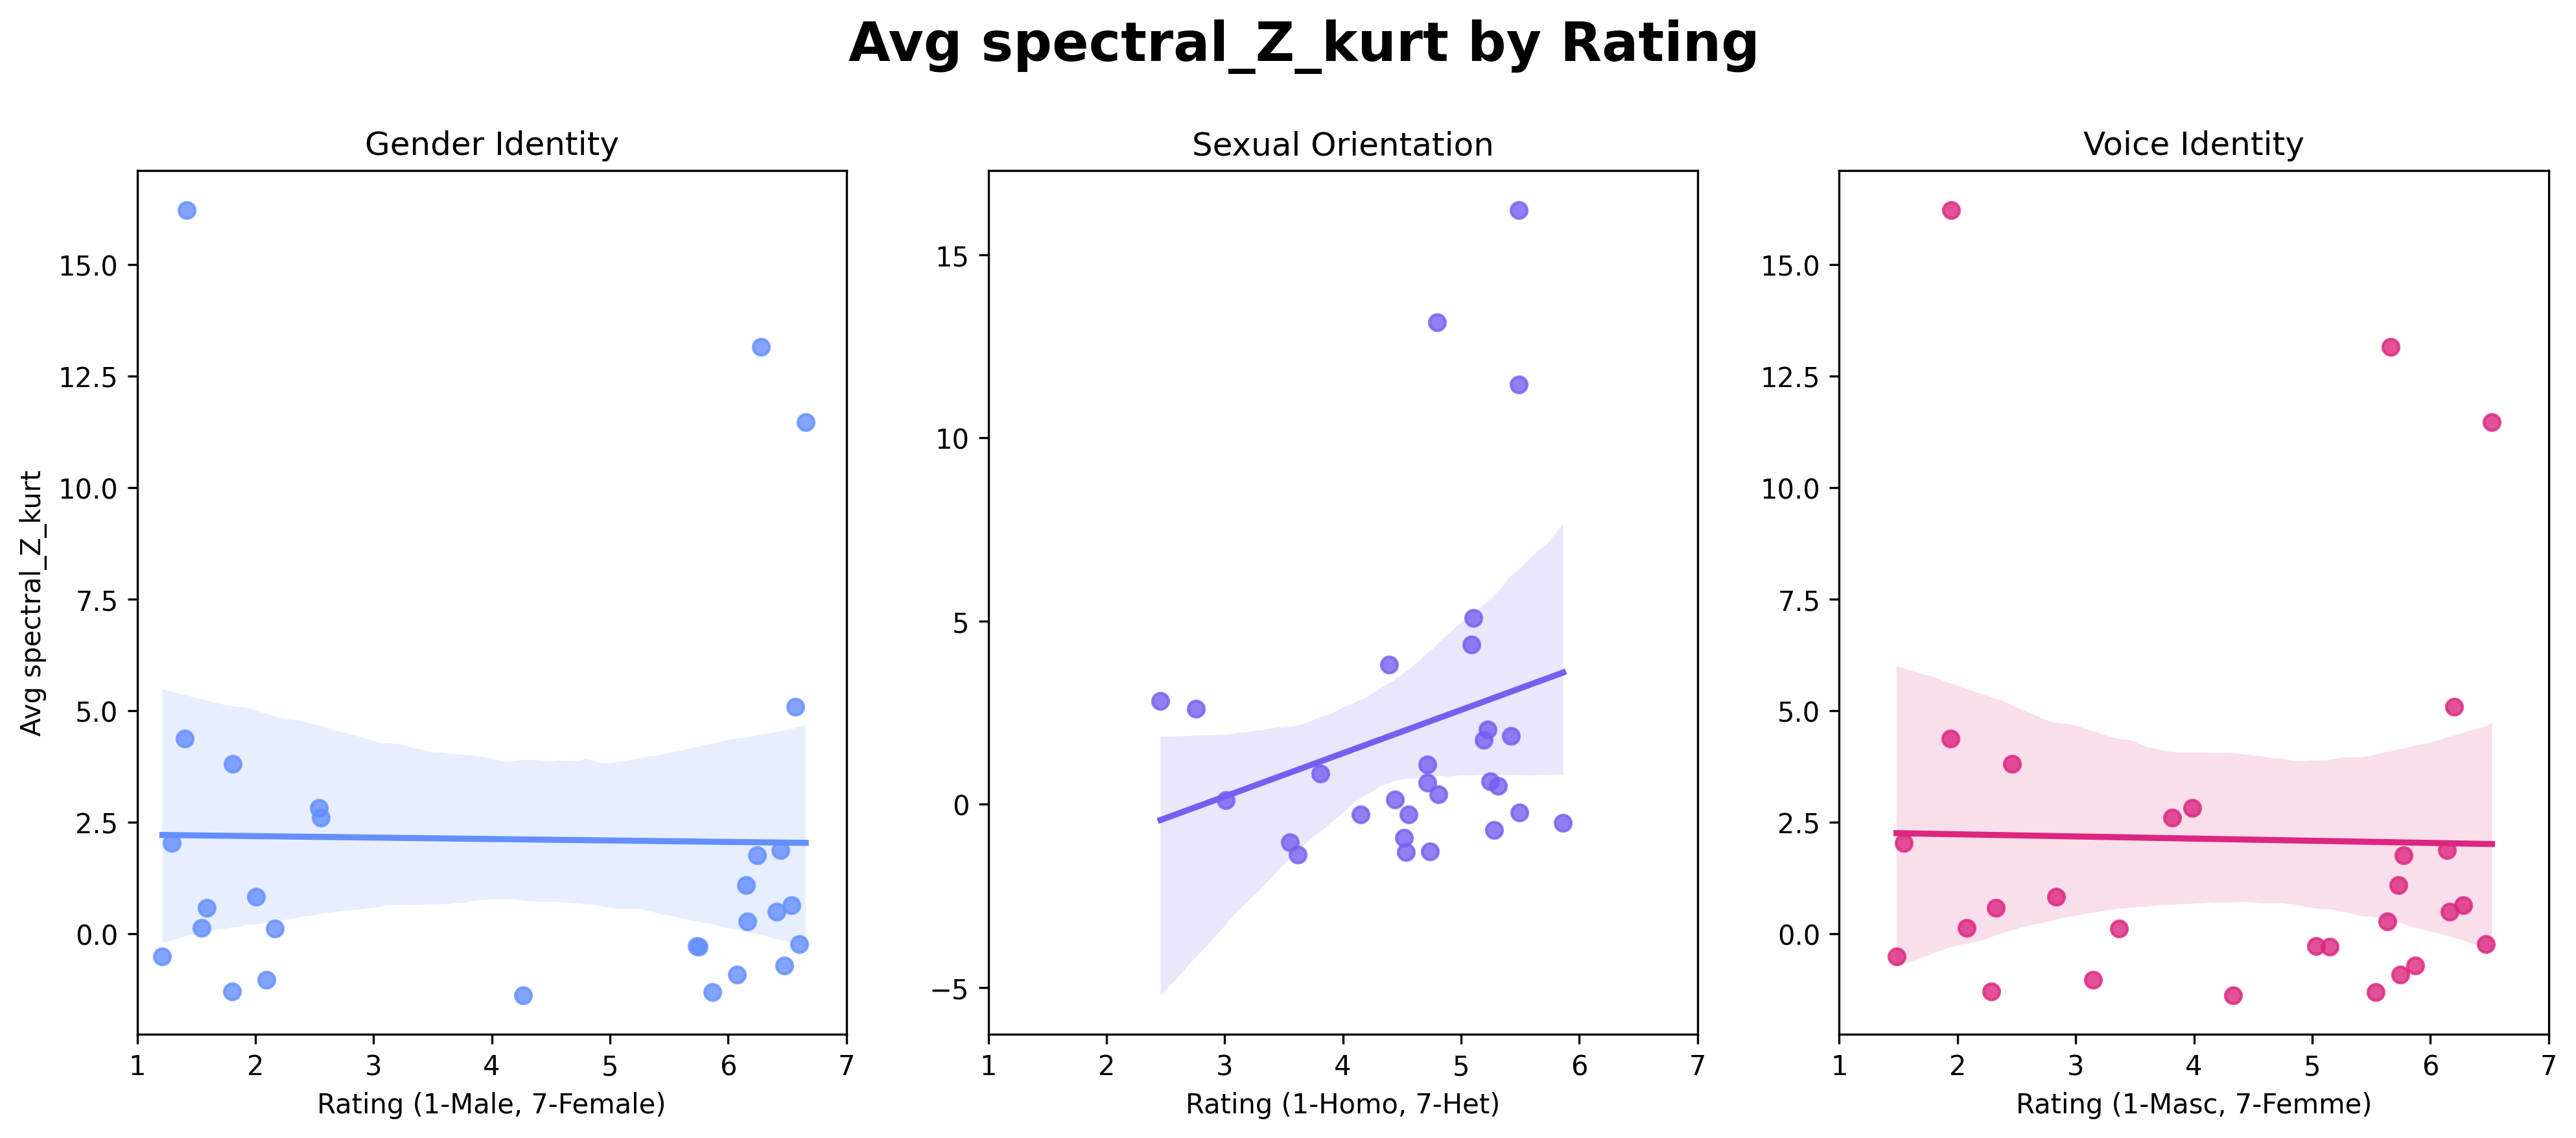 Avg spectral_Z_kurt by Rating
Gender Identity
Sexual Orientation
Voice Identity
Avg spectral_Z_kurt
15.0
12.5
10.0
7.5
5.0
2.5
0.0
1 2 3 4 5 6 7
Rating (1-Male, 7-Female)
15
10
5
0
−5
1 2 3 4 5 6 7
Rating (1-Homo, 7-Het)
15.0
12.5
10.0
7.5
5.0
2.5
0.0
1 2 3 4 5 6 7
Rating (1-Masc, 7-Femme)